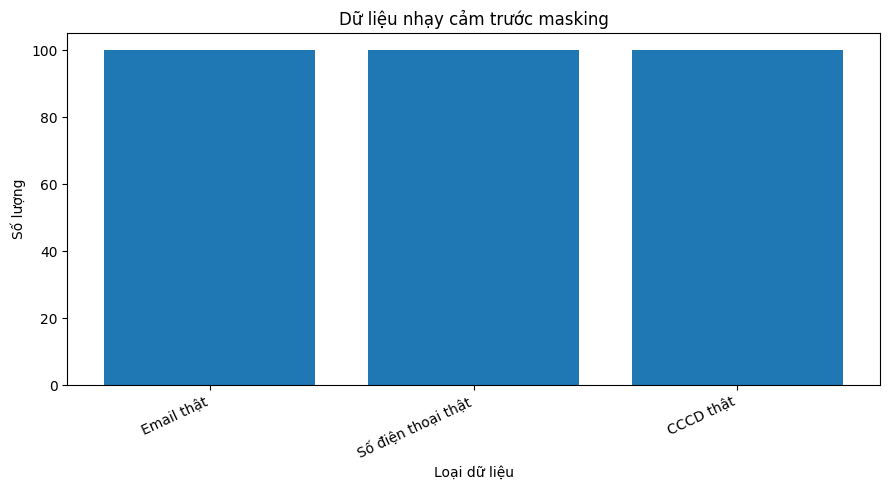 Dữ liệu nhạy cảm trước masking
Số lượng
100
80
60
40
20
0
Email thật
Số điện thoại thật
CCCD thật
Loại dữ liệu